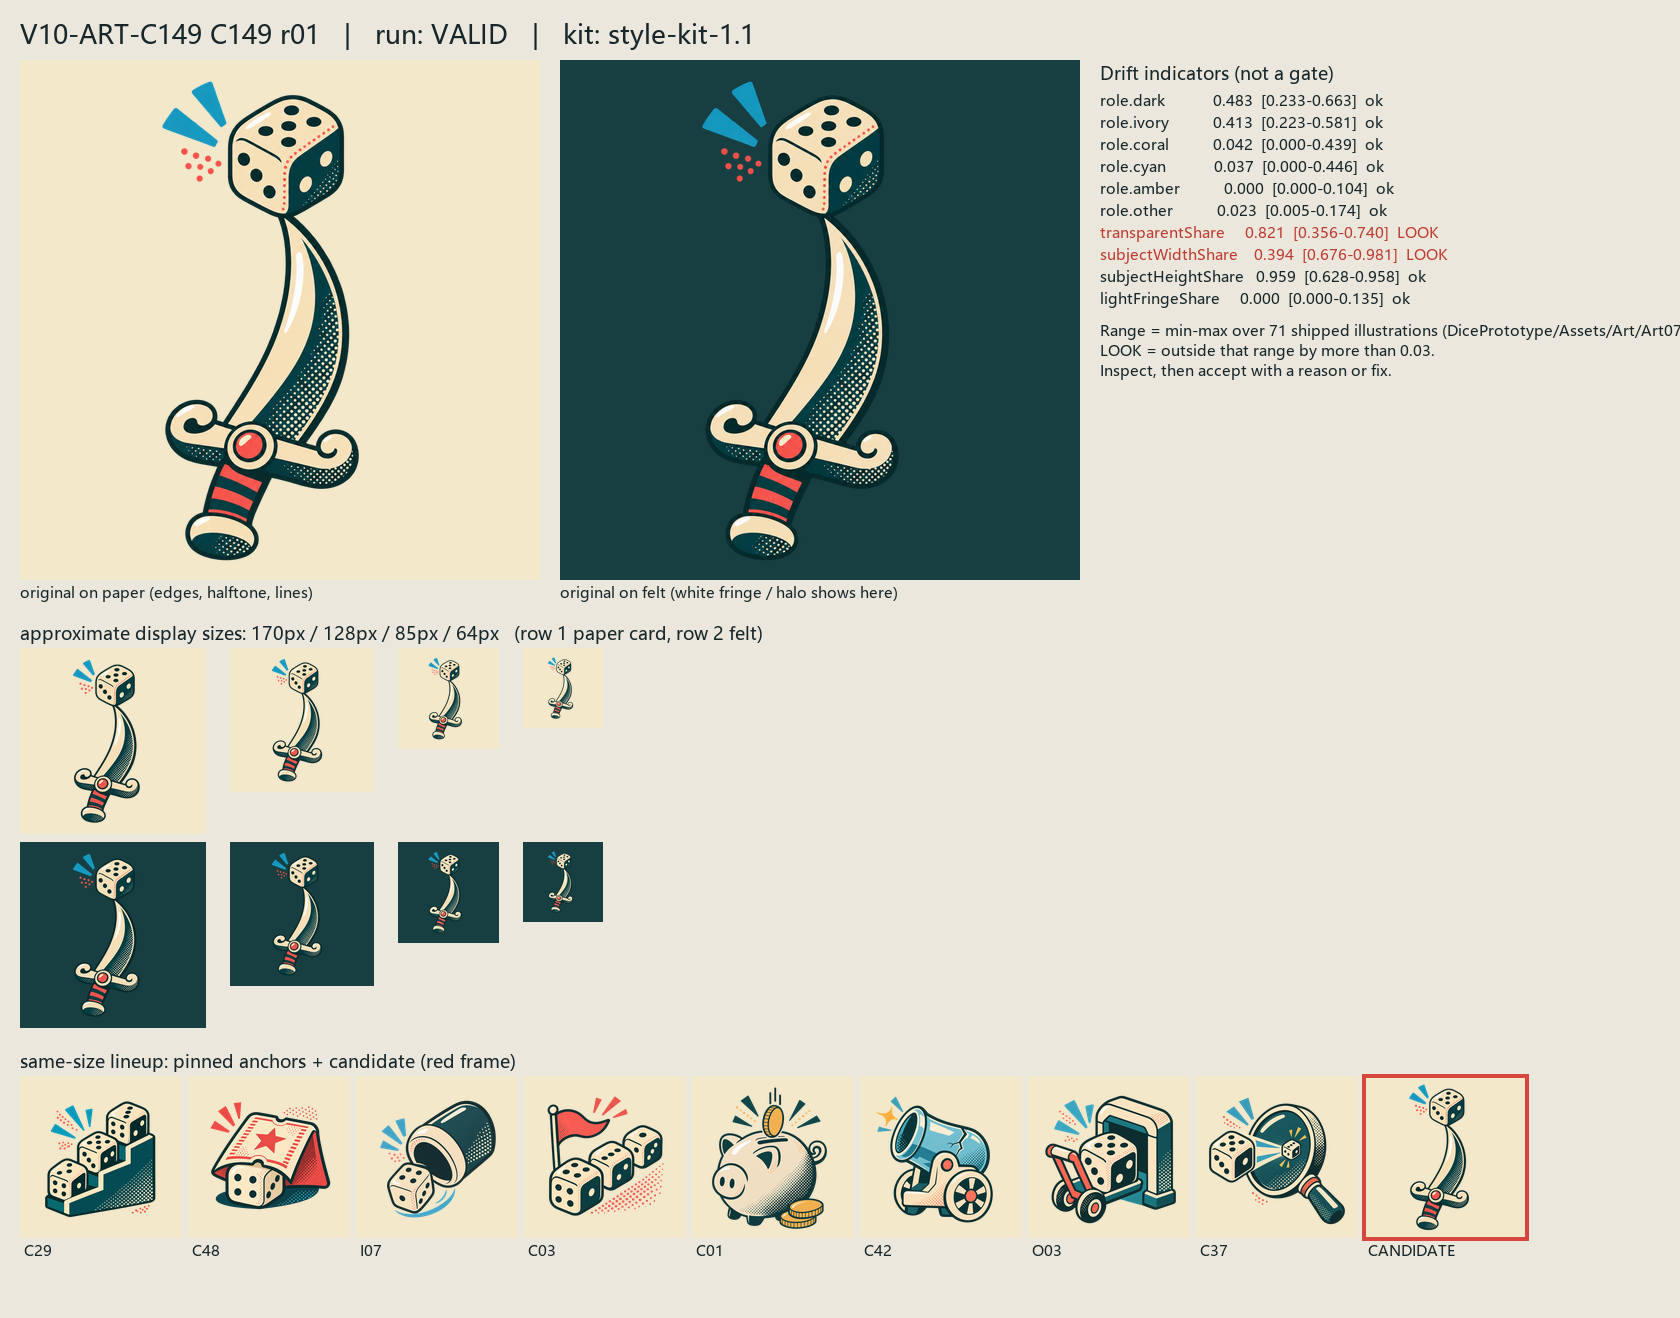 V10-ART-C149 C149 r01   |   run: VALID   |   kit: style-kit-1.1
Drift indicators (not a gate)
role.dark 0.483 [0.233-0.663] ok
role.ivory 0.413 [0.223-0.581] ok
role.coral 0.042 [0.000-0.439] ok
role.cyan 0.037 [0.000-0.446] ok
role.amber 0.000 [0.000-0.104] ok
role.other 0.023 [0.005-0.174] ok
transparentShare 0.821 [0.356-0.740] LOOK
subjectWidthShare 0.394 [0.676-0.981] LOOK
subjectHeightShare 0.959 [0.628-0.958] ok
lightFringeShare 0.000 [0.000-0.135] ok
Range = min-max over 71 shipped illustrations (DicePrototype/Assets/Art/Art07
LOOK = outside that range by more than 0.03.
Inspect, then accept with a reason or fix.
original on paper (edges, halftone, lines)
original on felt (white fringe / halo shows here)
approximate display sizes: 170px / 128px / 85px / 64px   (row 1 paper card, row 2 felt)
same-size lineup: pinned anchors + candidate (red frame)
C29
C48
I07
C03
C01
C42
O03
C37
CANDIDATE